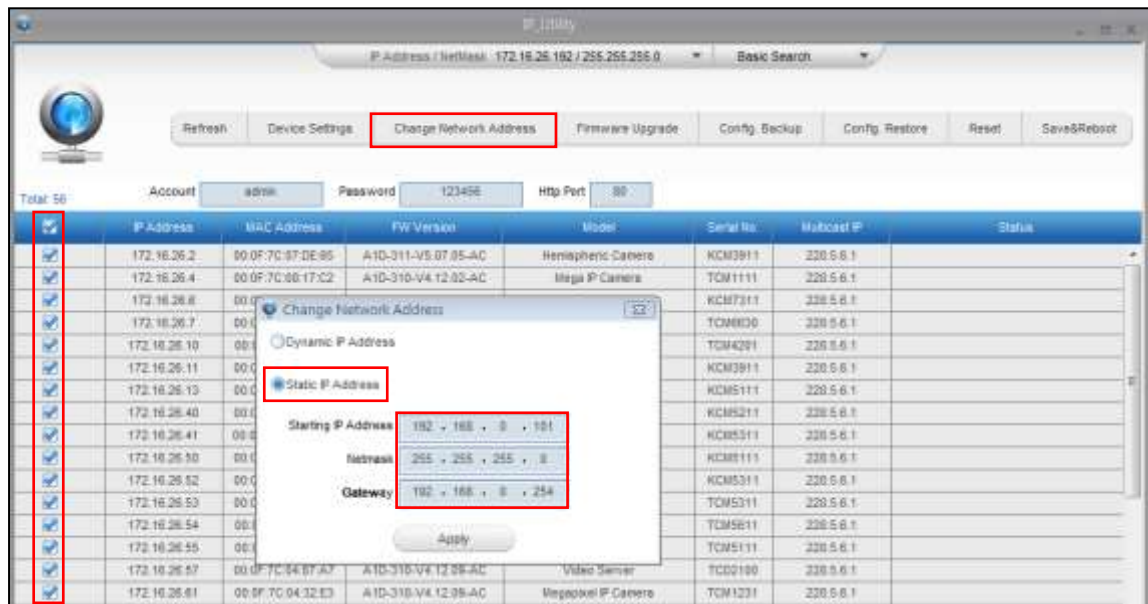 IP_Utility
IP Address / NetMask 172.16.26.192 / 255.255.255.0 Basic Search
Refresh Device Settings Change Network Address Firmware Upgrade Config. Backup Config. Restore Reset Save&Reboot
Total: 56 Account admin Password 123456 Http Port 80
IP Address MAC Address FW Version Model Serial No. Multicast IP Status
172.16.26.2 A1D-311-V5.07.05-AC Hemispheric Camera KCM3911 228.5.6.1
172.16.26.4 00:0F:7C:00:17:C2 A1D-310-V4.12.02-AC Mega IP Camera TCM1111 228.5.6.1
172.16.26.6 KCM7311 228.5.6.1
172.16.26.7 228.5.6.1
172.16.26.10 TCM4201 228.5.6.1
172.16.26.11 KCM3911 228.5.6.1
172.16.26.13 KCM5111 228.5.6.1
172.16.26.40 KCM5211 228.5.6.1
172.16.26.41 KCM5311 228.5.6.1
172.16.26.50 228.5.6.1
172.16.26.52 KCM5311 228.5.6.1
172.16.26.53 TCM5311 228.5.6.1
172.16.26.54 TCM5611 228.5.6.1
172.16.26.55 TCM5111 228.5.6.1
172.16.26.57 00:0F:7C:04:87:A7 A1D-310-V4.12.09-AC Video Server TCD2100 228.5.6.1
172.16.26.61 00:0F:7C:04:32:E3 A1D-310-V4.12.09-AC Megapixel IP Camera TCM1231 228.5.6.1
Change Network Address
Dynamic IP Address
Static IP Address
Starting IP Address 192 . 168 . 0 . 101
Netmask 255 . 255 . 255 . 0
Gateway 192 . 168 . 0 . 254
Apply